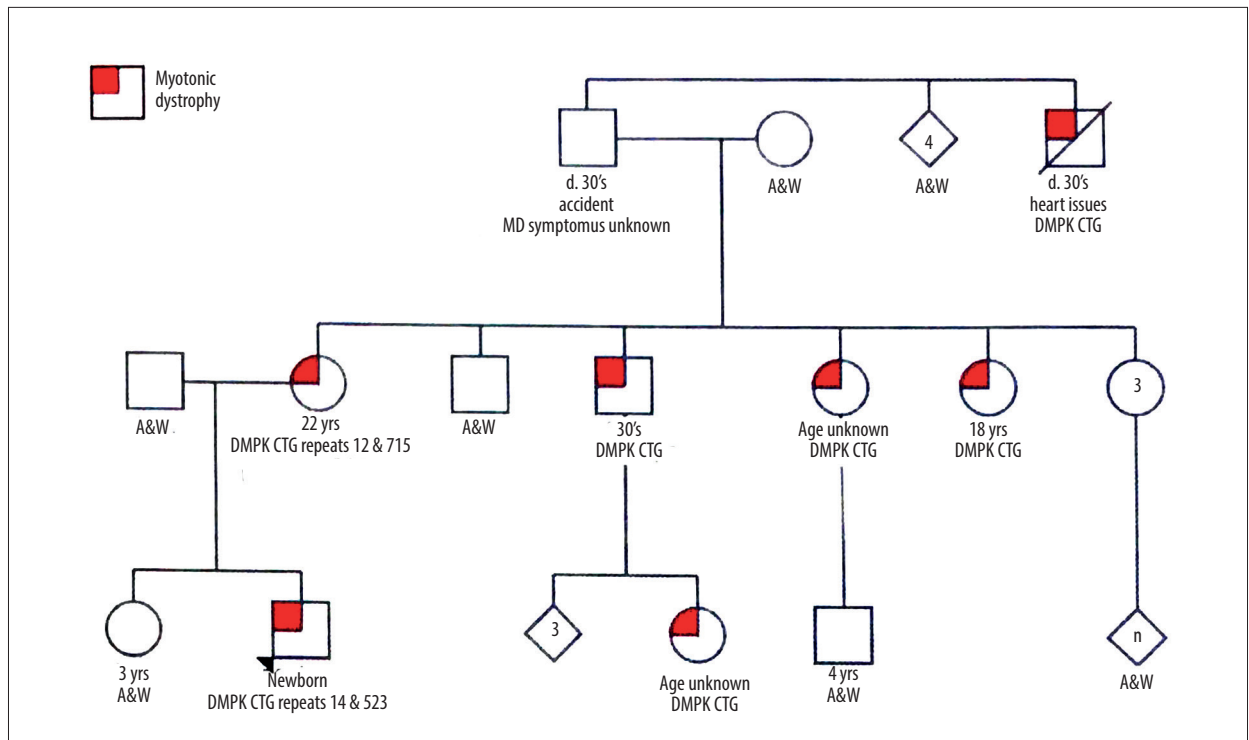 Myotonic
dystrophy
4
d. 30's
accident
MD symptomus unknown
A&W
A&W
d. 30's
heart issues
DMPK CTG
3
A&W
22 yrs
DMPK CTG repeats 12 & 715
A&W
30's
DMPK CTG
Age unknown
DMPK CTG
18 yrs
DMPK CTG
3
n
3 yrs
A&W
Newborn
DMPK CTG repeats 14 & 523
Age unknown
DMPK CTG
4 yrs
A&W
A&W